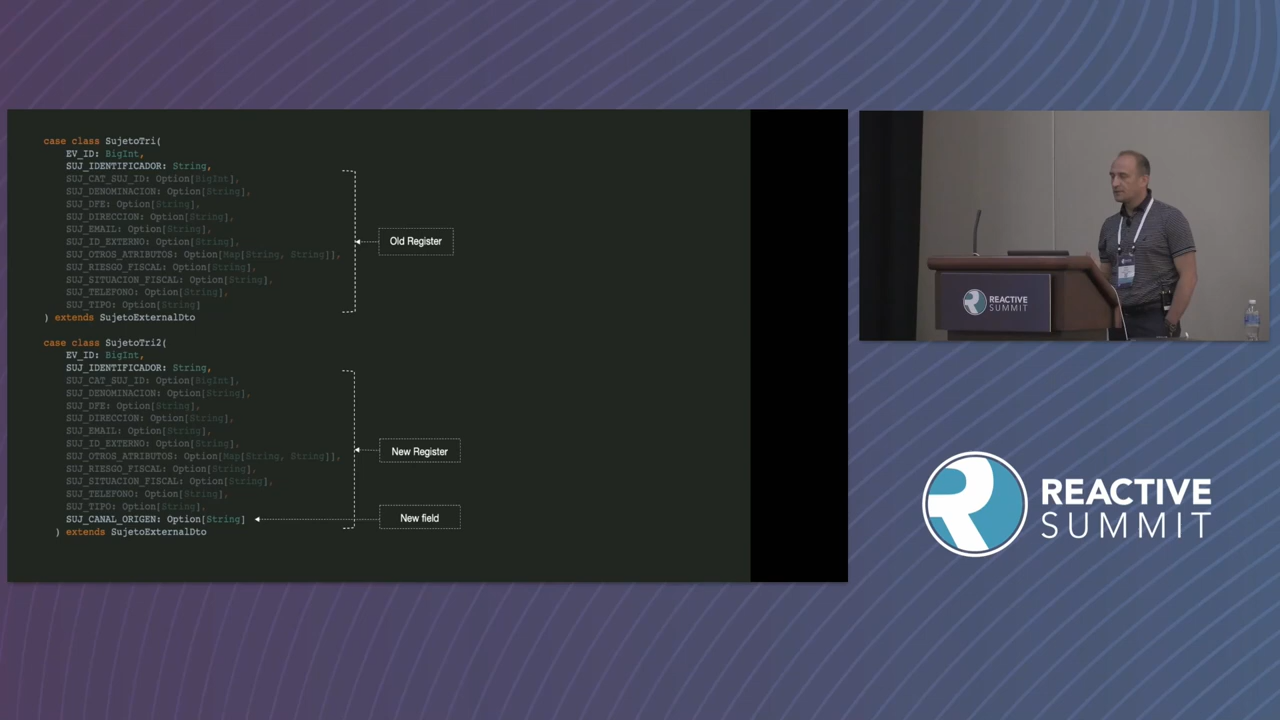 case class SujetoTri(
EV_ID: BigInt,
SUJ_IDENTIFICADOR: String,
SUJ_CAT_SUJ_ID: Option[BigInt],
SUJ_DENOMINACION: Option[String],
SUJ_DFE: Option[String],
SUJ_DIRECCION: Option[String],
SUJ_EMAIL: Option[String],
SUJ_ID_EXTERNO: Option[String],
SUJ_OTROS_ATRIBUTOS: Option[Map[String, String]],
SUJ_RIESGO_FISCAL: Option[String],
SUJ_SITUACION_FISCAL: Option[String],
SUJ_TELEFONO: Option[String],
SUJ_TIPO: Option[String]
) extends SujetoExternalDto
Old Register
case class SujetoTri2(
EV_ID: BigInt,
SUJ_IDENTIFICADOR: String,
SUJ_CAT_SUJ_ID: Option[BigInt],
SUJ_DENOMINACION: Option[String],
SUJ_DFE: Option[String],
SUJ_DIRECCION: Option[String],
SUJ_EMAIL: Option[String],
SUJ_ID_EXTERNO: Option[String],
SUJ_OTROS_ATRIBUTOS: Option[Map[String, String]],
SUJ_RIESGO_FISCAL: Option[String],
SUJ_SITUACION_FISCAL: Option[String],
SUJ_TELEFONO: Option[String],
SUJ_TIPO: Option[String],
SUJ_CANAL_ORIGEN: Option[String]
) extends SujetoExternalDto
New Register
New field
REACTIVE
SUMMIT
REACTIVE
SUMMIT